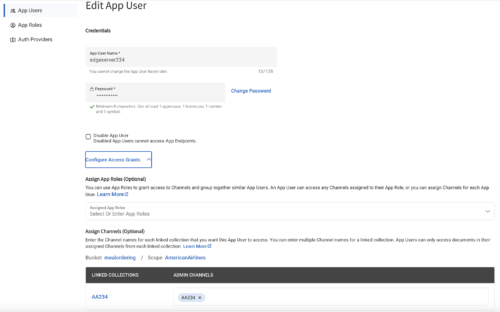 App Users
App Roles
Auth Providers
Edit App User
Credentials
App User Name *
edgeserver234
You cannot change the App User Name later.
13/128
Password *
Change Password
Minimum 8 characters. Use at least 1 uppercase, 1 lowercase, 1 number
and 1 symbol.
Disable App User
Disabled App Users cannot access App Endpoints.
Configure Access Grants
Assign App Roles (Optional)
You can use App Roles to grant access to Channels and group together similar App Users. An App User can access any Channels assigned to their App Role, or you can assign Channels for each App
User. Learn More
Assigned App Roles
Select Or Enter App Roles
Assign Channels (Optional)
Enter the Channel names for each linked collection that you want this App User to access. You can enter multiple Channel names for a linked collection. App Users can only access documents in their
assigned Channels from each linked collection. Learn More
Bucket mealordering / Scope AmericanAirlines
LINKED COLLECTIONS ADMIN CHANNELS
AA234 AA234 ×